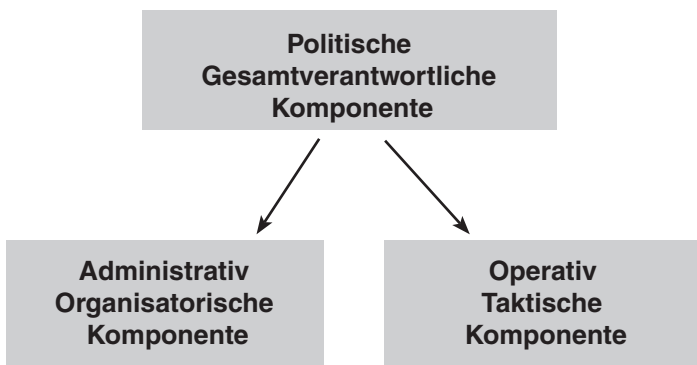 Politische
Gesamtverantwortliche
Komponente
Administrativ
Organisatorische
Komponente
Operativ
Taktische
Komponente